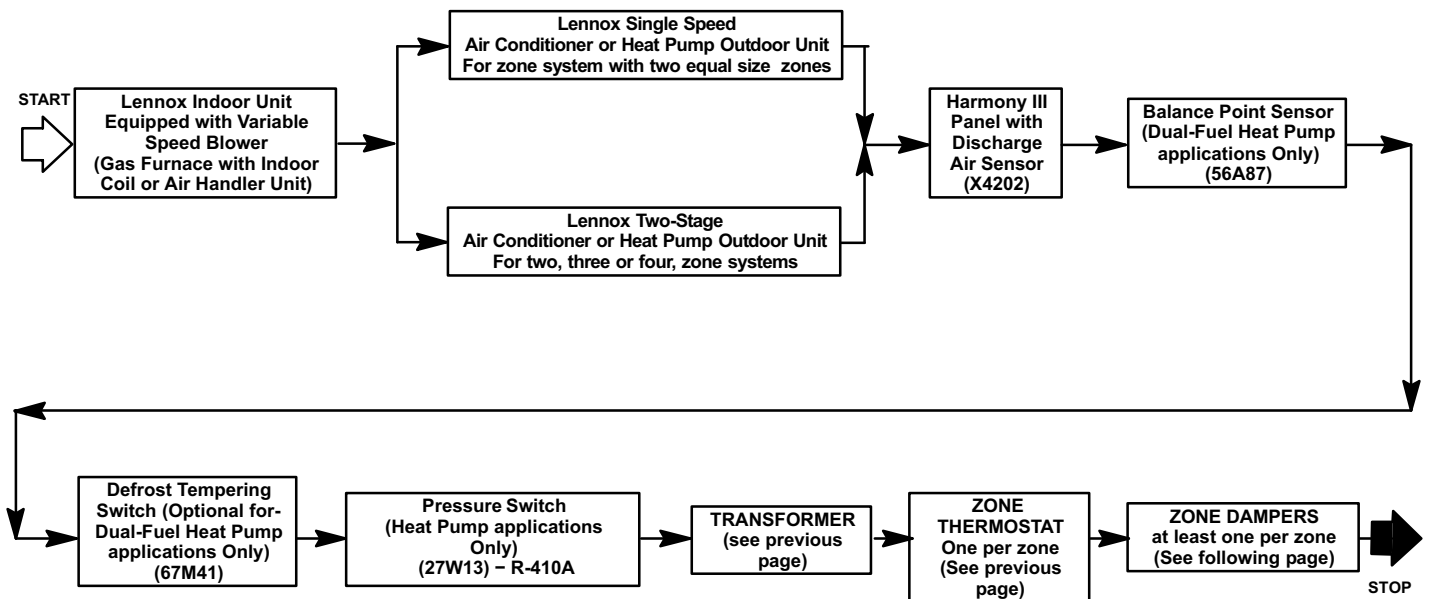 START
Lennox Indoor Unit
Equipped with Variable
Speed Blower
(Gas Furnace with Indoor
Coil or Air Handler Unit)
Lennox Single Speed
Air Conditioner or Heat Pump Outdoor Unit
For zone system with two equal size zones
Lennox Two-Stage
Air Conditioner or Heat Pump Outdoor Unit
For two, three or four, zone systems
Harmony III
Panel with
Discharge
Air Sensor
(X4202)
Balance Point Sensor
(Dual-Fuel Heat Pump
applications Only)
(56A87)
Defrost Tempering
Switch (Optional for-
Dual-Fuel Heat Pump
applications Only)
(67M41)
Pressure Switch
(Heat Pump applications
Only)
(27W13) − R-410A
TRANSFORMER
(see previous
page)
ZONE
THERMOSTAT
One per zone
(See previous
page)
ZONE DAMPERS
at least one per zone
(See following page)
STOP